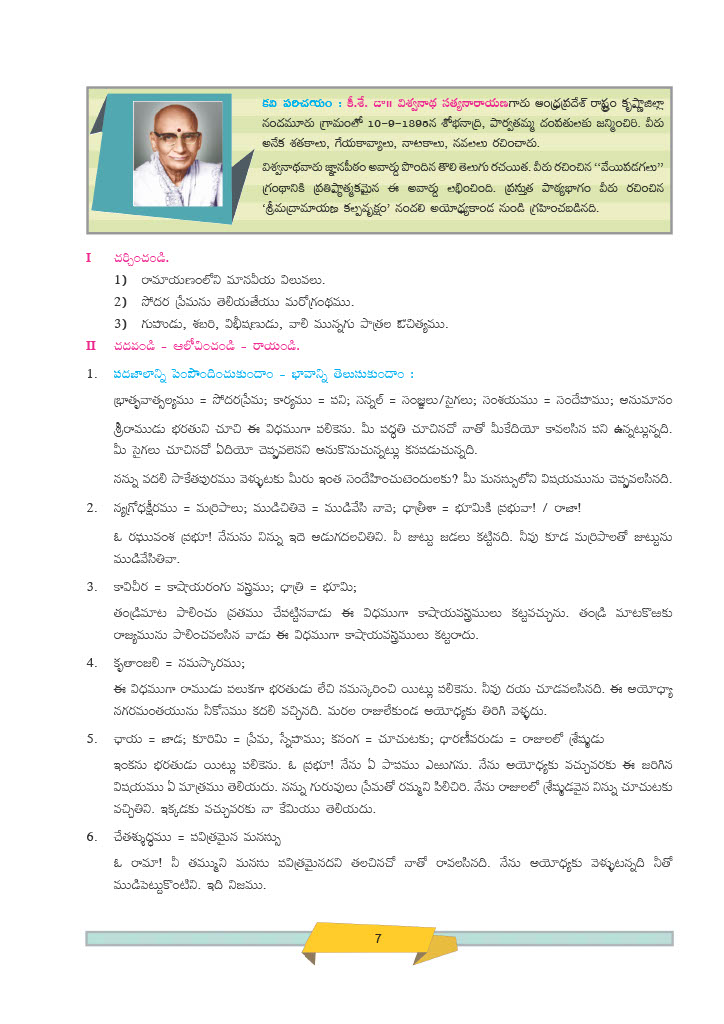 కవి పరిచయం : కీ.శే. డా॥ విశ్వనాథ సత్యనారాయణగారు ఆంధ్రప్రదేశ్ రాష్ట్రం కృష్ణాజిల్లా
నందమూరు గ్రామంలో 10-9-1895న శోభనాద్రి, పార్వతమ్మ దంపతులకు జన్మించిరి. వీరు
అనేక శతకాలు, గేయకావ్యాలు, నాటకాలు, నవలలు రచించారు.
విశ్వనాథవారు జ్ఞానపీఠం అవార్డు పొందిన తొలి తెలుగు రచయిత. వీరు రచించిన “వేయిపడగలు”
గ్రంథానికి ప్రతిష్ఠాత్మకమైన ఈ అవార్డు లభించింది. ప్రస్తుత పాఠ్యభాగం వీరు రచించిన
‘శ్రీమద్రామాయణ కల్పవృక్షం’ నందలి అయోధ్యకాండ నుండి గ్రహించబడినది.
I చర్చించండి.
1) రామాయణంలోని మానవీయ విలువలు.
2) సోదర ప్రేమను తెలియజేయు మరోగ్రంథము.
3) గుహుడు, శబరి, విభీషణుడు, వాలి మున్నగు పాత్రల ఔచిత్యము.
II చదవండి - ఆలోచించండి - రాయండి.
1. పదజాలాన్ని పెంపొందించుకుందాం - భావాన్ని తెలుసుకుందాం :
భ్రాతృవాత్సల్యము = సోదరప్రేమ; కార్యము = పని; సెన్నల్ = సంజ్ఞలు/సైగలు; సంశయము = సందేహము; అనుమానం
శ్రీరాముడు భరతుని చూచి ఈ విధముగా పలికెను. మీ పద్ధతి చూచినచో నాతో మీకేదియో కావలసిన పని ఉన్నట్లున్నది.
మీ సైగలు చూచినచో ఏదియో చెప్పవలెనని అనుకొనుచున్నట్లు కనపడుచున్నది.
నన్ను వదలి సాకేతపురము వెళ్ళుటకు మీరు ఇంత సందేహించుటెందులకు? మీ మనస్సులోని విషయమును చెప్పవలసినది.
2. న్యగ్రోధక్షీరము = మర్రిపాలు; ముడిచితివె = ముడివేసి నావె; ధాత్రీశా = భూమికి ప్రభువా! / రాజా!
ఓ రఘువంశ ప్రభూ! నేనును నిన్ను ఇదె అడుగదలచితిని. నీ జుట్టు జడలు కట్టినది. నీవు కూడ మర్రిపాలతో జుట్టును
ముడివేసితివా.
3. కావిచీర = కాషాయరంగు వస్త్రము; ధాత్రి = భూమి;
తండ్రిమాట పాలించు వ్రతము చేపట్టినవాడు ఈ విధముగా కాషాయవస్త్రములు కట్టవచ్చును. తండ్రి మాటకొఱకు
రాజ్యమును పాలించవలసిన వాడు ఈ విధముగా కాషాయవస్త్రములు కట్టరాదు.
4. కృతాంజలి = నమస్కారము;
ఈ విధముగా రాముడు పలుకగా భరతుడు లేచి నమస్కరించి యిట్లు పలికెను. నీవు దయ చూడవలసినది. ఈ అయోధ్యా
నగరమంతయును నీకోసము కదలి వచ్చినది. మరల రాజులేకుండ అయోధ్యకు తిరిగి వెళ్ళదు.
5. ఛాయ = జాడ; కూరిమి = ప్రేమ, స్నేహము; కనంగ = చూచుటకు; ధారణీవరుడు = రాజులలో శ్రేష్ఠుడు
ఇంకను భరతుడు యిట్లు పలికెను. ఓ ప్రభూ! నేను ఏ పాపము ఎఱుగను. నేను అయోధ్యకు వచ్చువరకు ఈ జరిగిన
విషయము ఏ మాత్రము తెలియదు. నన్ను గురువులు ప్రేమతో రమ్మని పిలిచిరి. నేను రాజులలో శ్రేష్ఠుడవైన నిన్ను చూచుటకు
వచ్చితిని. ఇక్కడకు వచ్చువరకు నా కేమియు తెలియదు.
6. చేతశ్శుద్ధము = పవిత్రమైన మనస్సు
ఓ రామా! నీ తమ్ముని మనసు పవిత్రమైనదని తలచినచో నాతో రావలసినది. నేను అయోధ్యకు వెళ్ళుటన్నది నీతో
ముడిపెట్టుకొంటిని. ఇది నిజము.
7